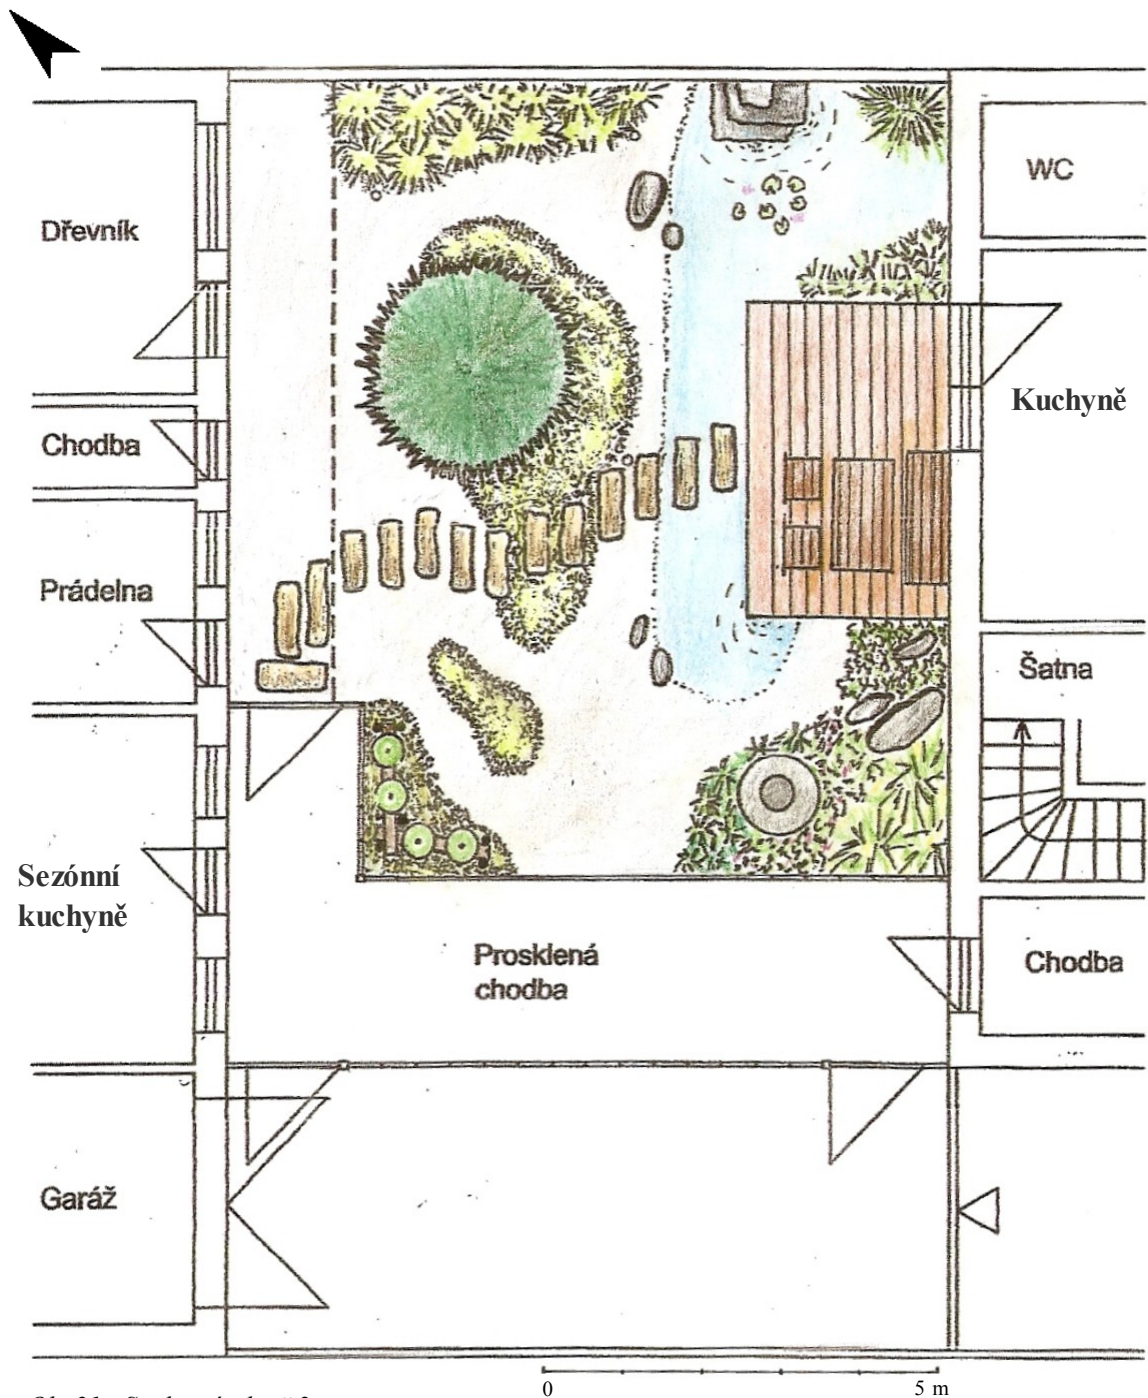 WC
Dřevník
Kuchyně
Chodba
Prádelna
Šatna
Sezónní
kuchyně
Prosklená
chodba
Chodba
Garáž
0
5 m